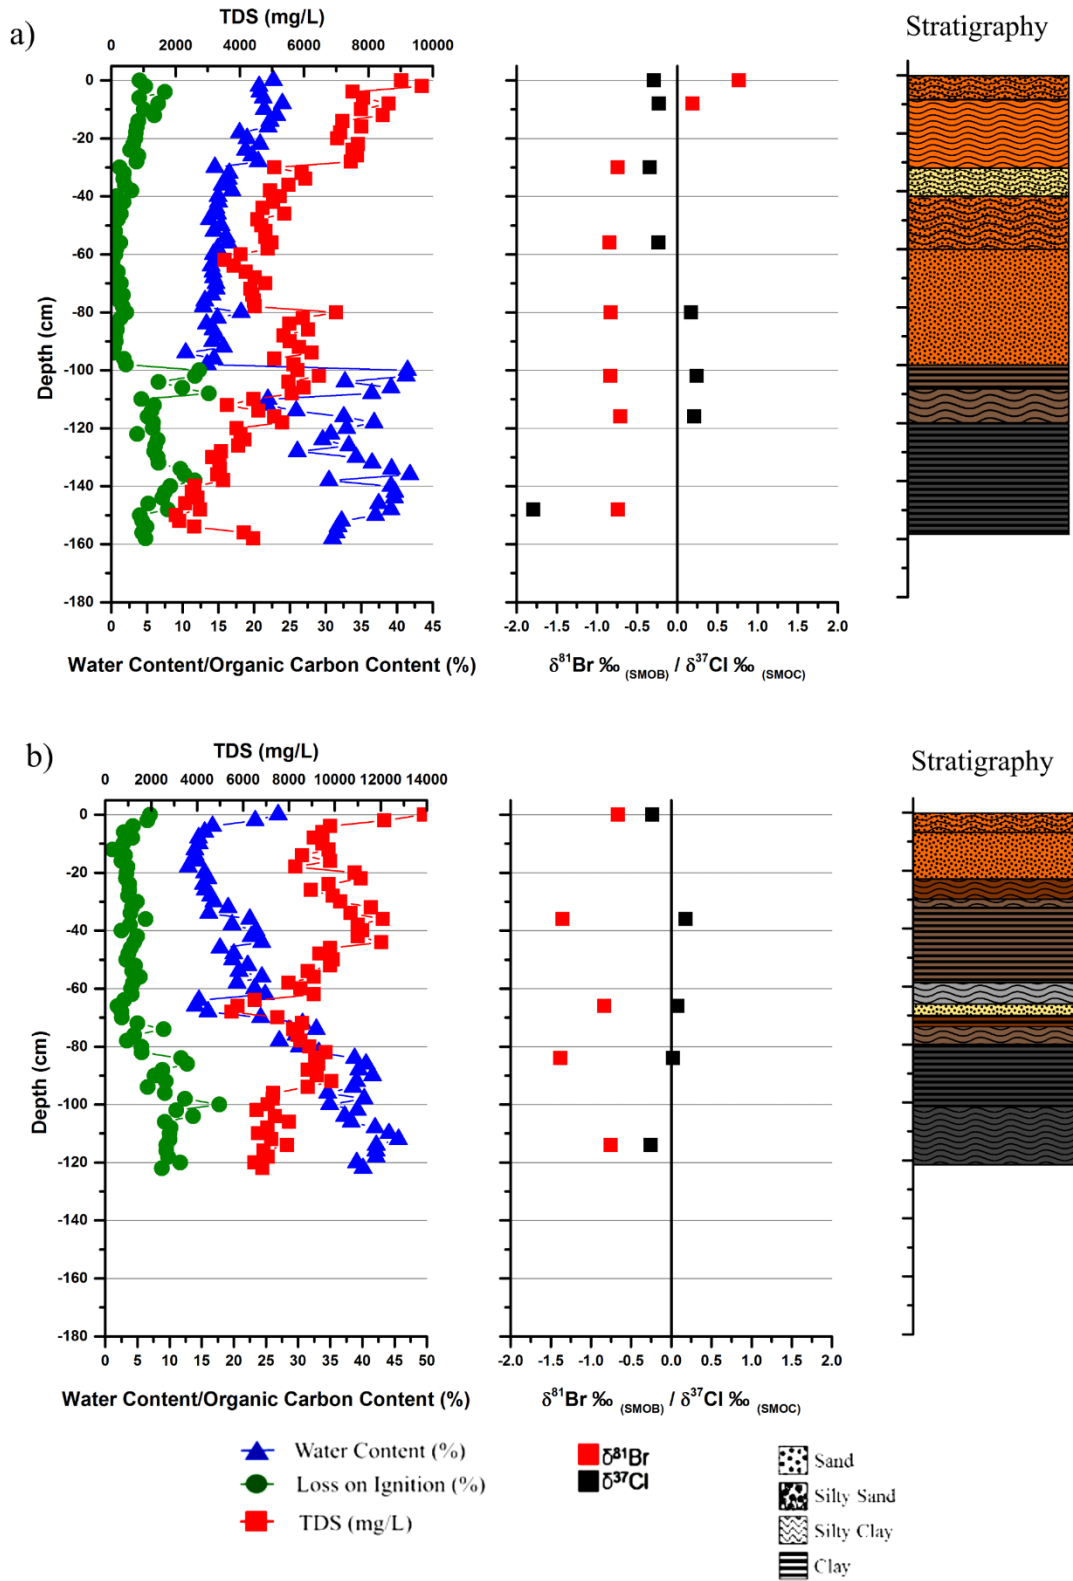 a)
TDS (mg/L)
0 2000 4000 6000 8000 10000
Stratigraphy
Depth (cm)
0
-20
-40
-60
-80
-100
-120
-140
-160
-180
0 5 10 15 20 25 30 35 40 45
-2.0 -1.5 -1.0 -0.5 0.0 0.5 1.0 1.5 2.0
Water Content/Organic Carbon Content (%)
δ81Br ‰ (SMOB) / δ37Cl ‰ (SMOC)
b)
TDS (mg/L)
0 2000 4000 6000 8000 10000 12000 14000
Stratigraphy
Depth (cm)
0
-20
-40
-60
-80
-100
-120
-140
-160
-180
0 5 10 15 20 25 30 35 40 45 50
-2.0 -1.5 -1.0 -0.5 0.0 0.5 1.0 1.5 2.0
Water Content/Organic Carbon Content (%)
δ81Br ‰ (SMOB) / δ37Cl ‰ (SMOC)
Water Content (%)
Loss on Ignition (%)
TDS (mg/L)
δ81Br
δ37Cl
Sand
Silty Sand
Silty Clay
Clay